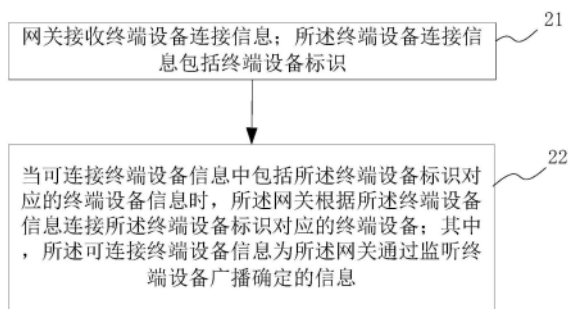 网关接收终端设备连接信息；所述终端设备连接信
息包括终端设备标识
21
当可连接终端设备信息中包括所述终端设备标识对
应的终端设备信息时，所述网关根据所述终端设备
信息连接所述终端设备标识对应的终端设备；其中
，所述可连接终端设备信息为所述网关通过监听终
端设备广播确定的信息
22